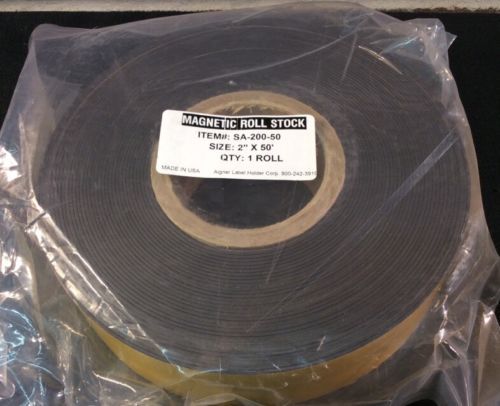 MAGNETIC ROLL STOCK
ITEM#: SA-200-50
SIZE: 2" X 50'
QTY: 1 ROLL
MADE IN USA Aigner Label Holder Corp. 800-242-3919